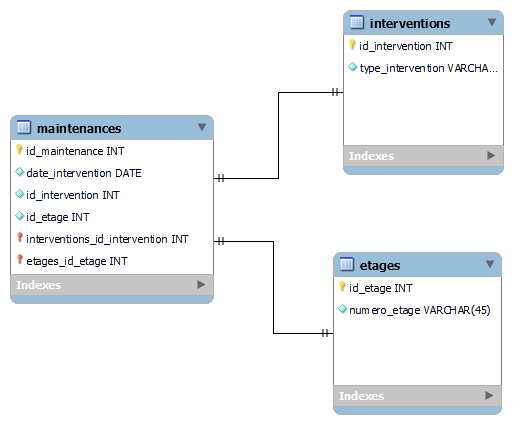 interventions
id_intervention INT
type_intervention VARCHA...
Indexes
maintenances
id_maintenance INT
date_intervention DATE
id_intervention INT
id_etage INT
interventions_id_intervention INT
etages_id_etage INT
Indexes
etages
id_etage INT
numero_etage VARCHAR(45)
Indexes